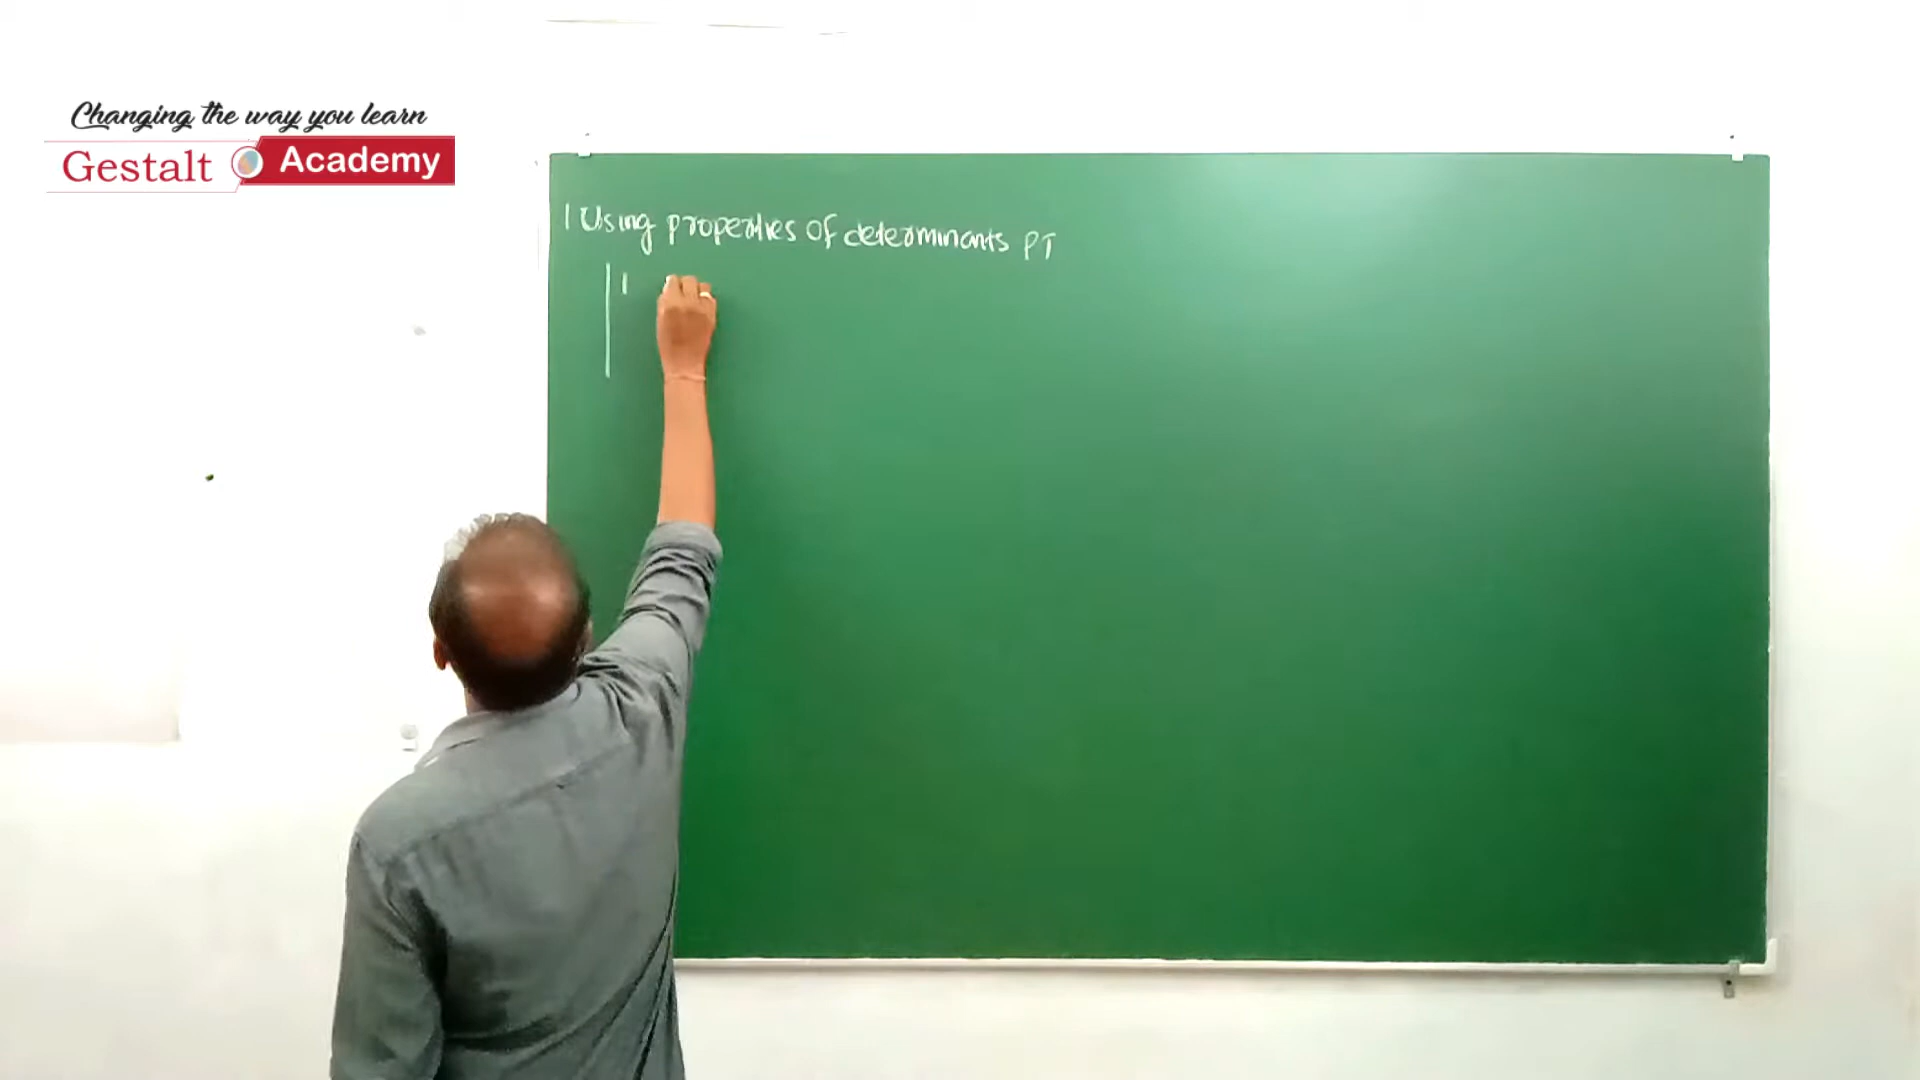 Changing the way you learn
Gestalt Academy
1 Using properties of determinants PT
| 1